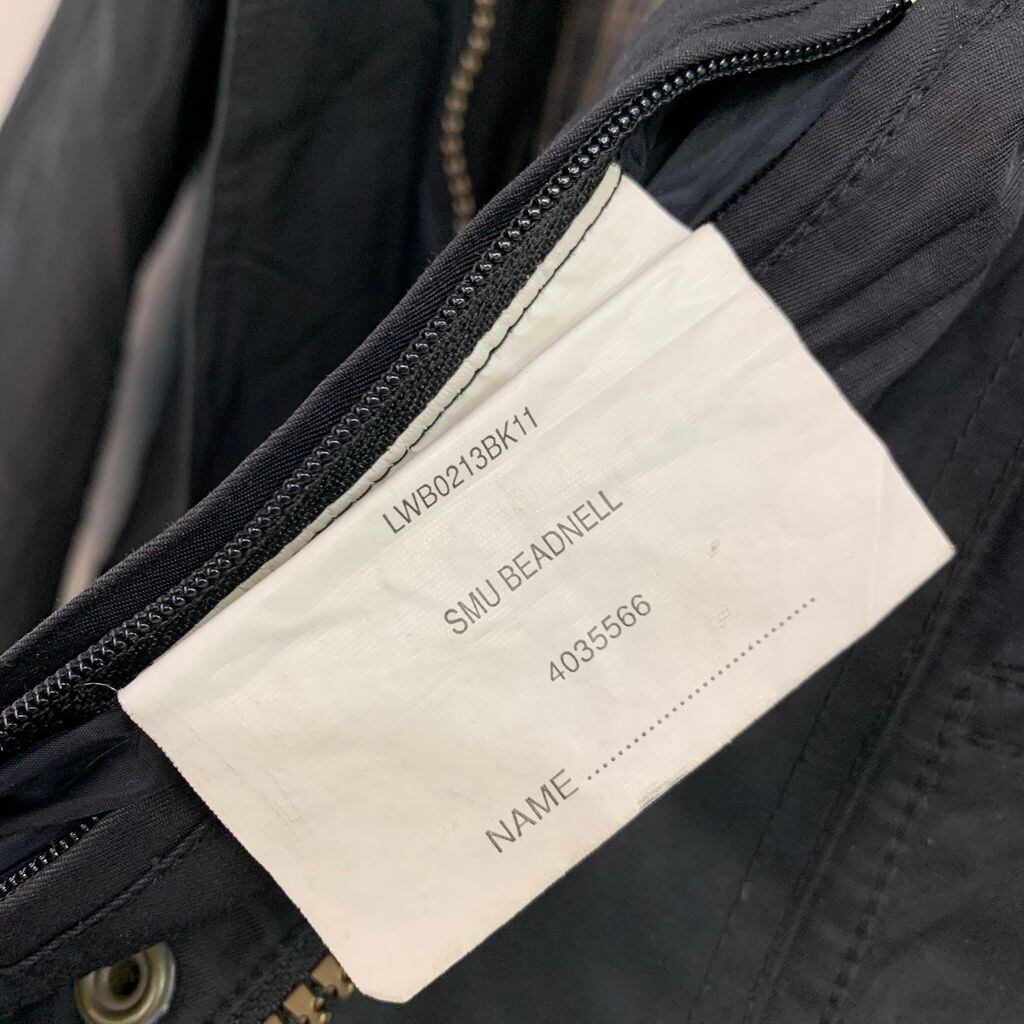 LWB0213BK11
SMU BEADNELL
4035566
NAME ..............................